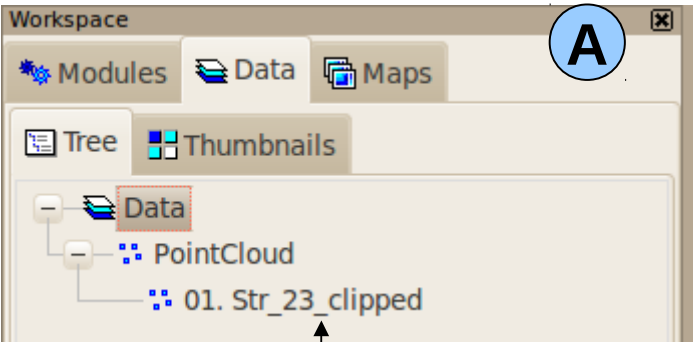 Workspace
A
Modules Data Maps
Tree Thumbnails
Data
PointCloud
01. Str_23_clipped